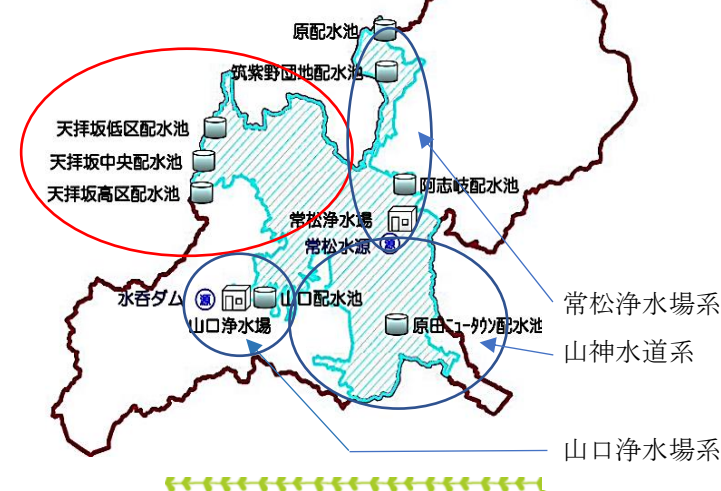 原配水池
筑紫野団地配水池
天拝坂低区配水池
天拝坂中央配水池
天拝坂高区配水池
阿志岐配水池
常松浄水場
常松水源
源
水呑ダム
源
山口配水池
山口浄水場
原田ニュータウン配水池
常松浄水場系
山神水道系
山口浄水場系